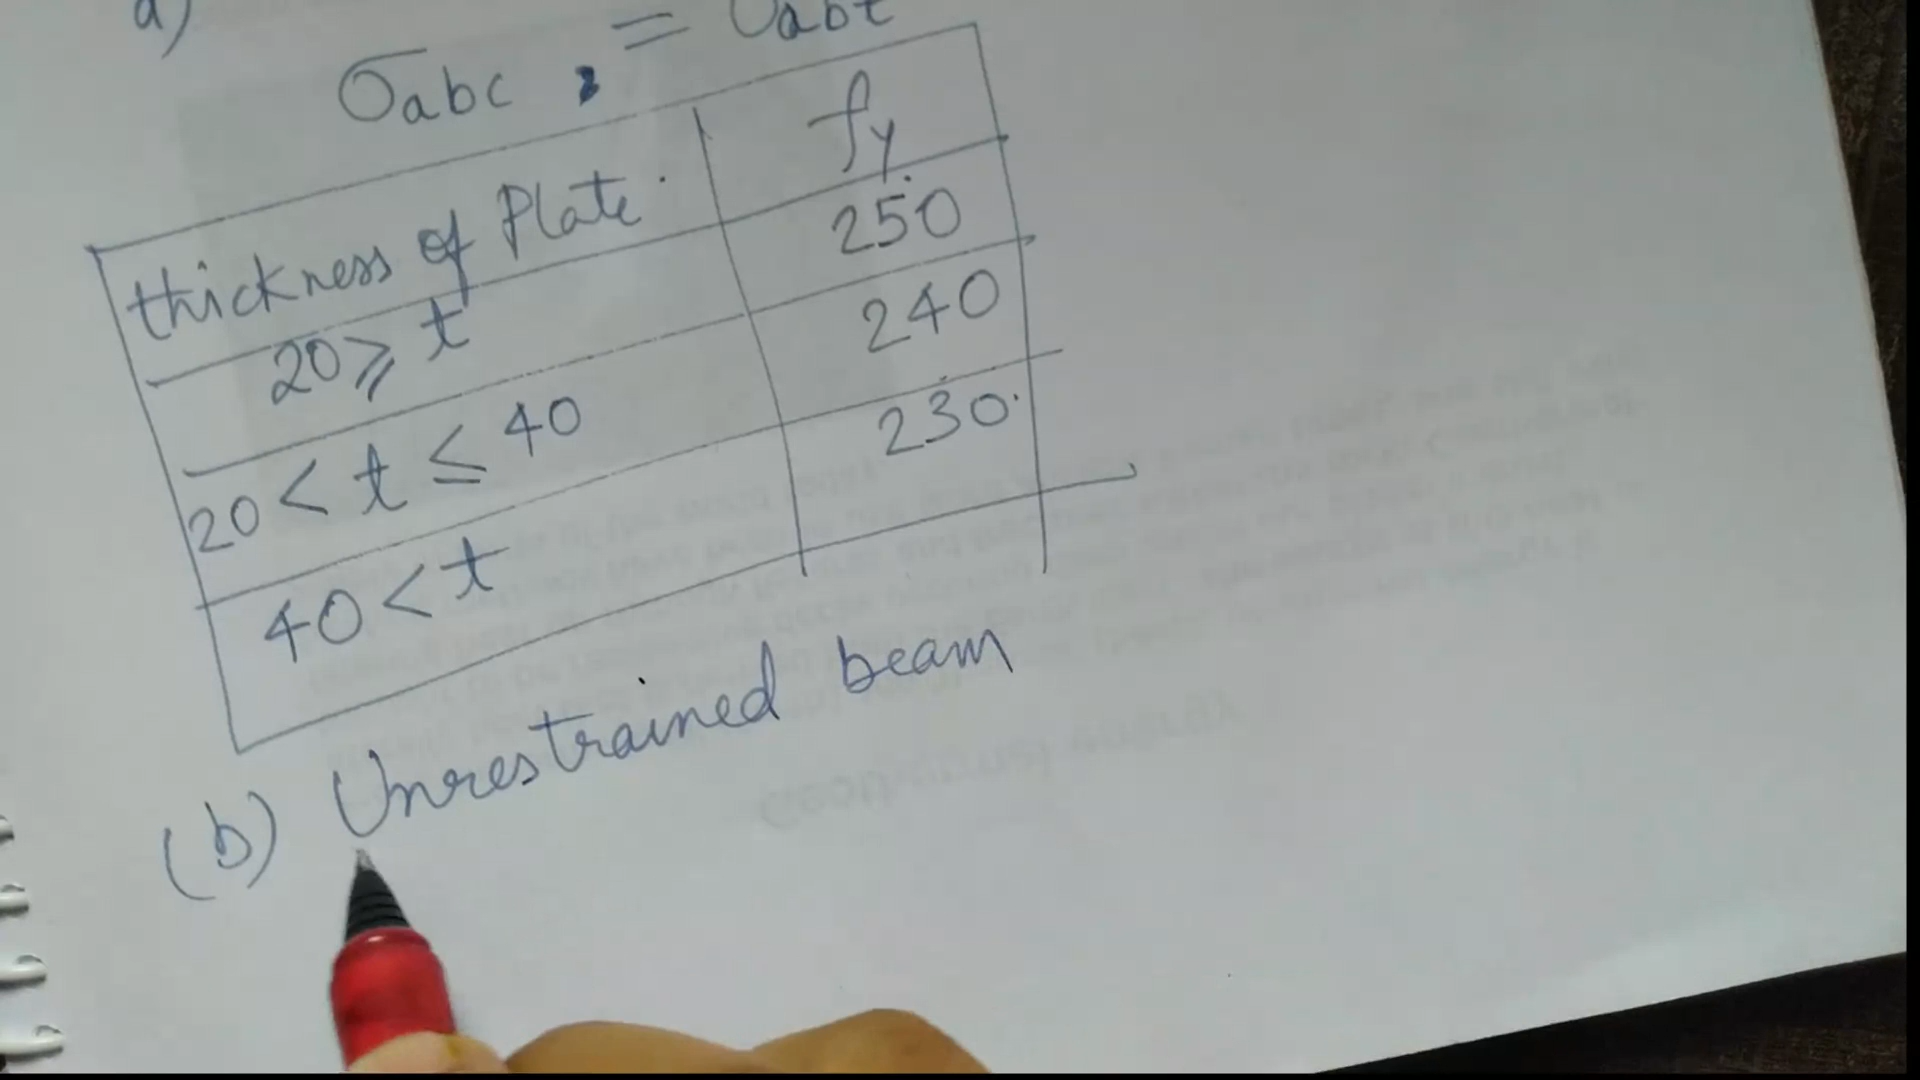 a)
σabc = σabt
thickness of Plate fy
20 ≥ t 250
20 < t ≤ 40 240
40 < t 230
(b) Unrestrained beam